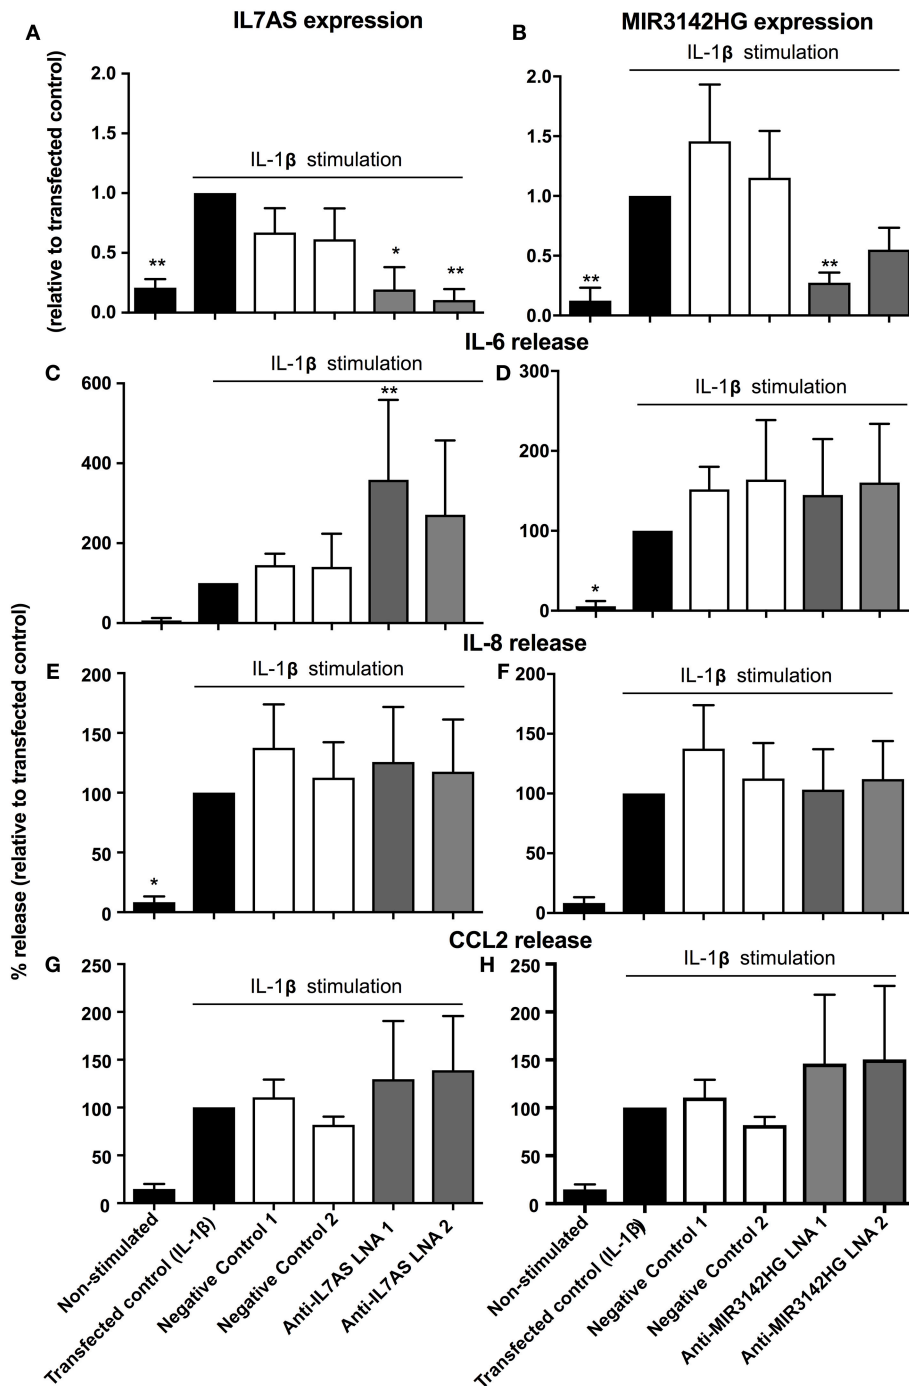 IL7AS expression
MIR3142HG expression
A
B
(relative to transfected control)
IL-1β stimulation
2.0
1.5
1.0
0.5
0.0
**
*
**
IL-1β stimulation
2.0
1.5
1.0
0.5
0.0
**
**
IL-6 release
C
D
IL-1β stimulation
600
400
200
0
**
IL-1β stimulation
300
200
100
0
*
% release (relative to transfected control)
IL-8 release
E
F
IL-1β stimulation
200
150
100
50
0
*
IL-1β stimulation
200
150
100
50
0
CCL2 release
G
H
IL-1β stimulation
250
200
150
100
50
0
IL-1β stimulation
250
200
150
100
50
0
Non-stimulated
Transfected control (IL-1β)
Negative Control 1
Negative Control 2
Anti-IL7AS LNA 1
Anti-IL7AS LNA 2
Non-stimulated
Transfected control (IL-1β)
Negative Control 1
Negative Control 2
Anti-MIR3142HG LNA 1
Anti-MIR3142HG LNA 2